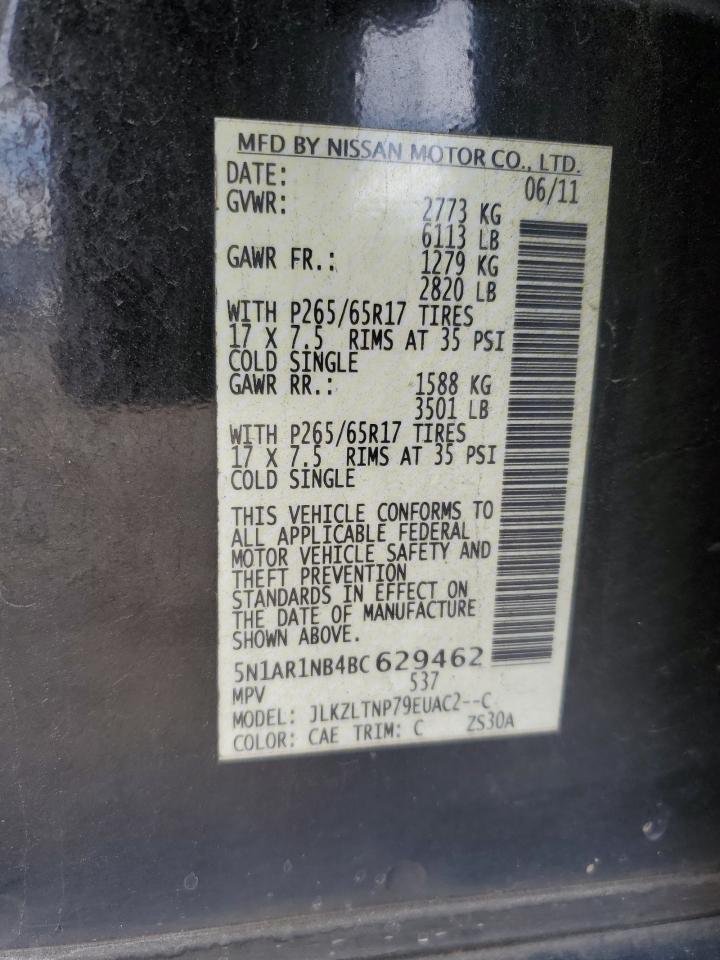 MFD BY NISSAN MOTOR CO., LTD.
DATE: 06/11
GVWR: 2773 KG
6113 LB
GAWR FR.: 1279 KG
2820 LB
WITH P265/65R17 TIRES
17 X 7.5 RIMS AT 35 PSI
COLD SINGLE
GAWR RR.: 1588 KG
3501 LB
WITH P265/65R17 TIRES
17 X 7.5 RIMS AT 35 PSI
COLD SINGLE
THIS VEHICLE CONFORMS TO
ALL APPLICABLE FEDERAL
MOTOR VEHICLE SAFETY AND
THEFT PREVENTION
STANDARDS IN EFFECT ON
THE DATE OF MANUFACTURE
SHOWN ABOVE.
5N1AR1NB4BC629462
MPV 537
MODEL: JLKZLTNP79EUAC2--C
COLOR: CAE TRIM: C ZS30A